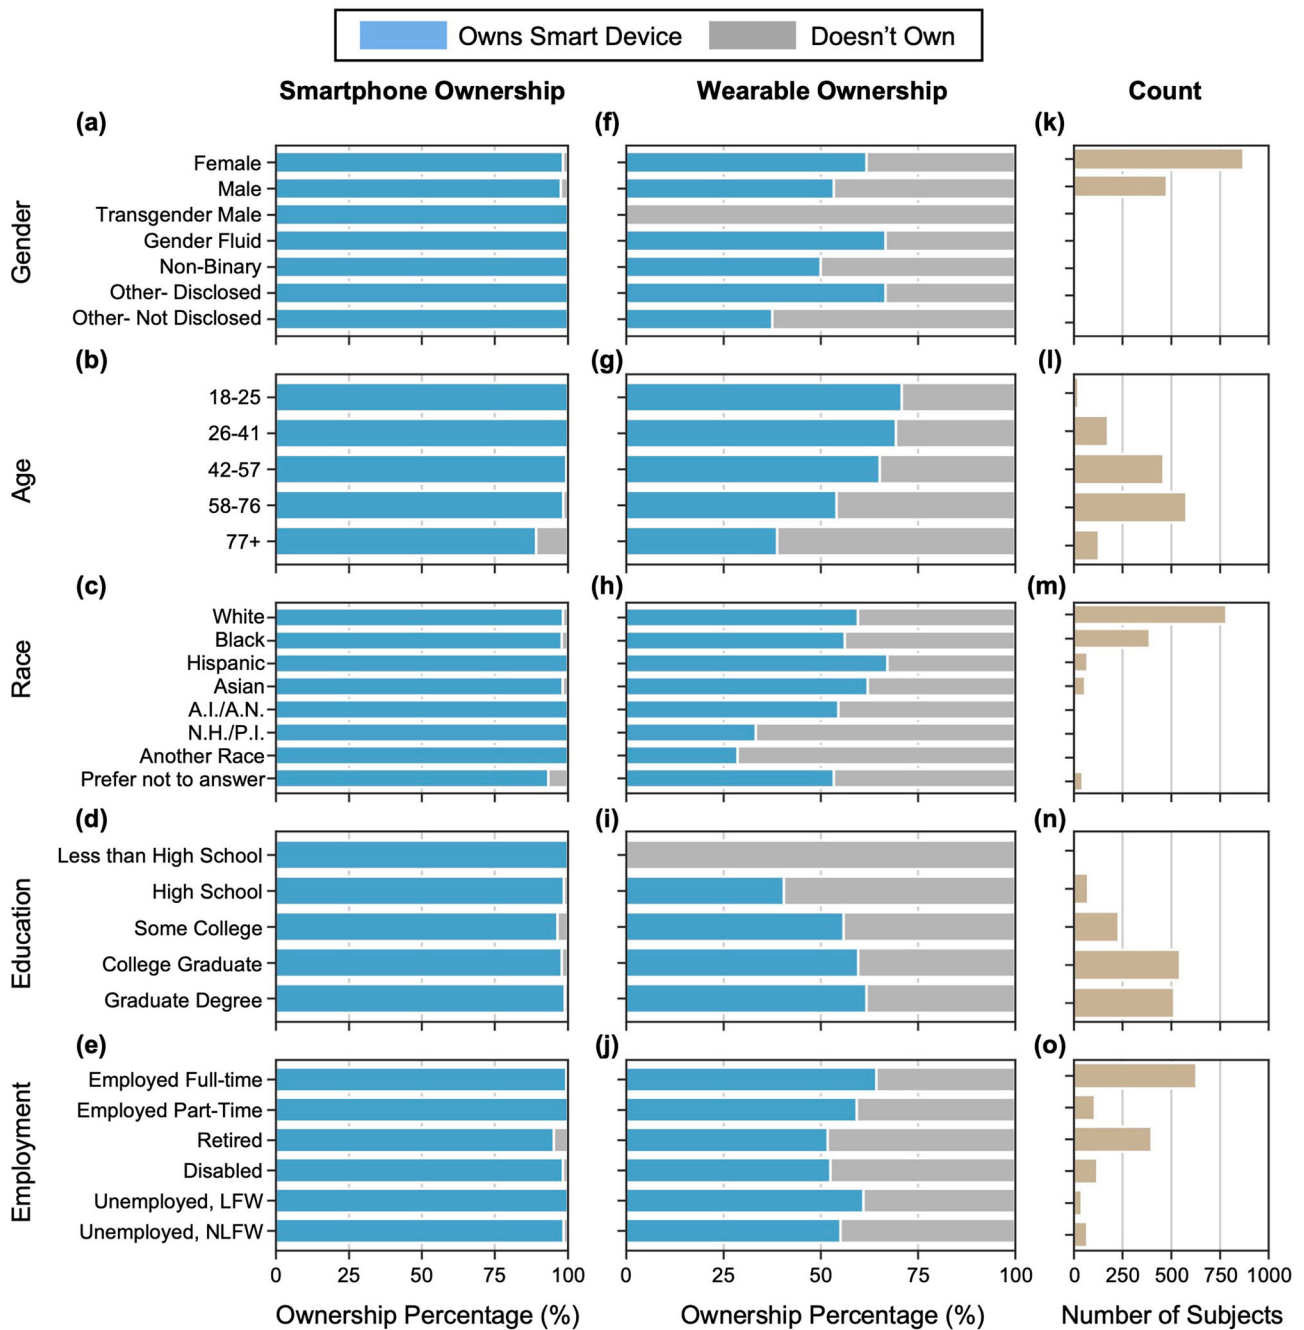 Owns Smart Device Doesn't Own
Smartphone Ownership Wearable Ownership Count
(a) (f) (k)
Gender
Female
Male
Transgender Male
Gender Fluid
Non-Binary
Other- Disclosed
Other- Not Disclosed
(b) (g) (l)
Age
18-25
26-41
42-57
58-76
77+
(c) (h) (m)
Race
White
Black
Hispanic
Asian
A.I./A.N.
N.H./P.I.
Another Race
Prefer not to answer
(d) (i) (n)
Education
Less than High School
High School
Some College
College Graduate
Graduate Degree
(e) (j) (o)
Employment
Employed Full-time
Employed Part-Time
Retired
Disabled
Unemployed, LFW
Unemployed, NLFW
0 25 50 75 100 0 25 50 75 100 0 250 500 750 1000
Ownership Percentage (%) Ownership Percentage (%) Number of Subjects